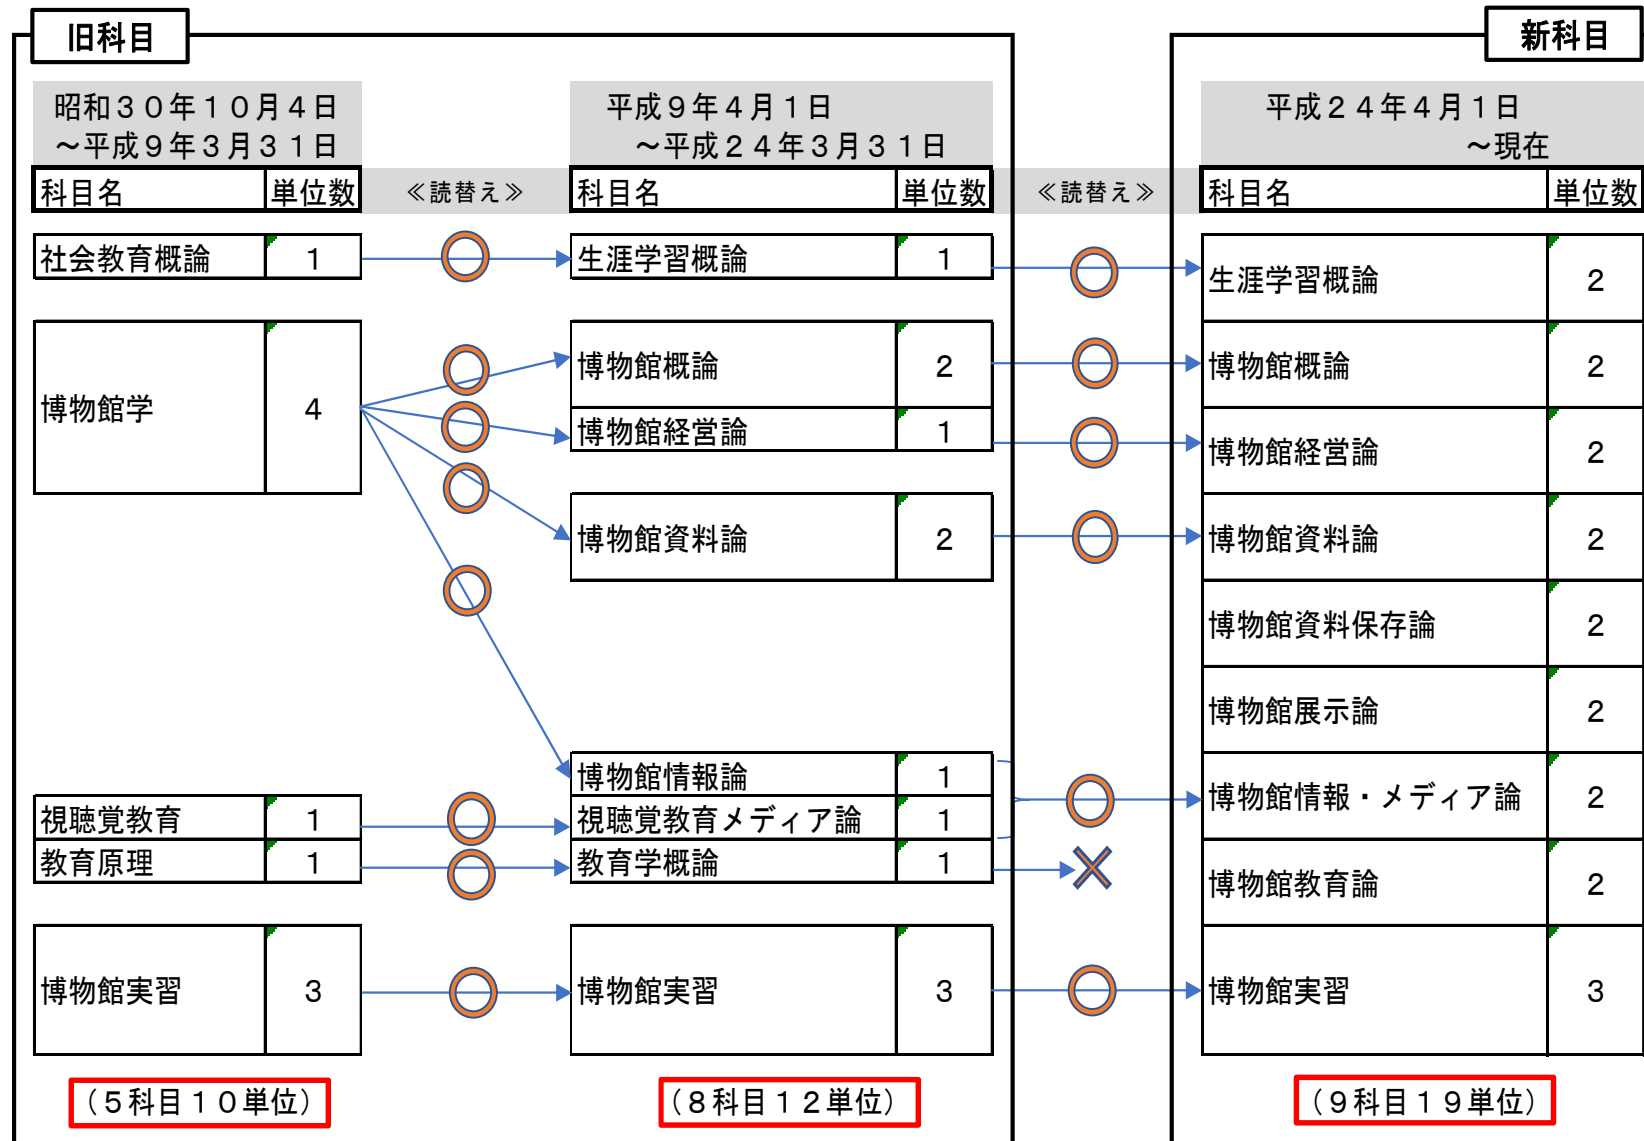 旧科目
新科目
昭和３０年１０月４日
～平成９年３月３１日
平成９年４月１日
～平成２４年３月３１日
平成２４年４月１日
～現在
科目名 単位数 ≪読替え≫ 科目名 単位数 ≪読替え≫ 科目名 単位数
社会教育概論 1 生涯学習概論 1 生涯学習概論 2
博物館学 4 博物館概論 2 博物館概論 2
博物館経営論 1 博物館経営論 2
博物館資料論 2 博物館資料論 2
博物館資料保存論 2
博物館展示論 2
博物館情報論 1 博物館情報・メディア論 2
視聴覚教育 1 視聴覚教育メディア論 1
教育原理 1 教育学概論 1 博物館教育論 2
博物館実習 3 博物館実習 3 博物館実習 3
（５科目１０単位）
（８科目１２単位）
（９科目１９単位）